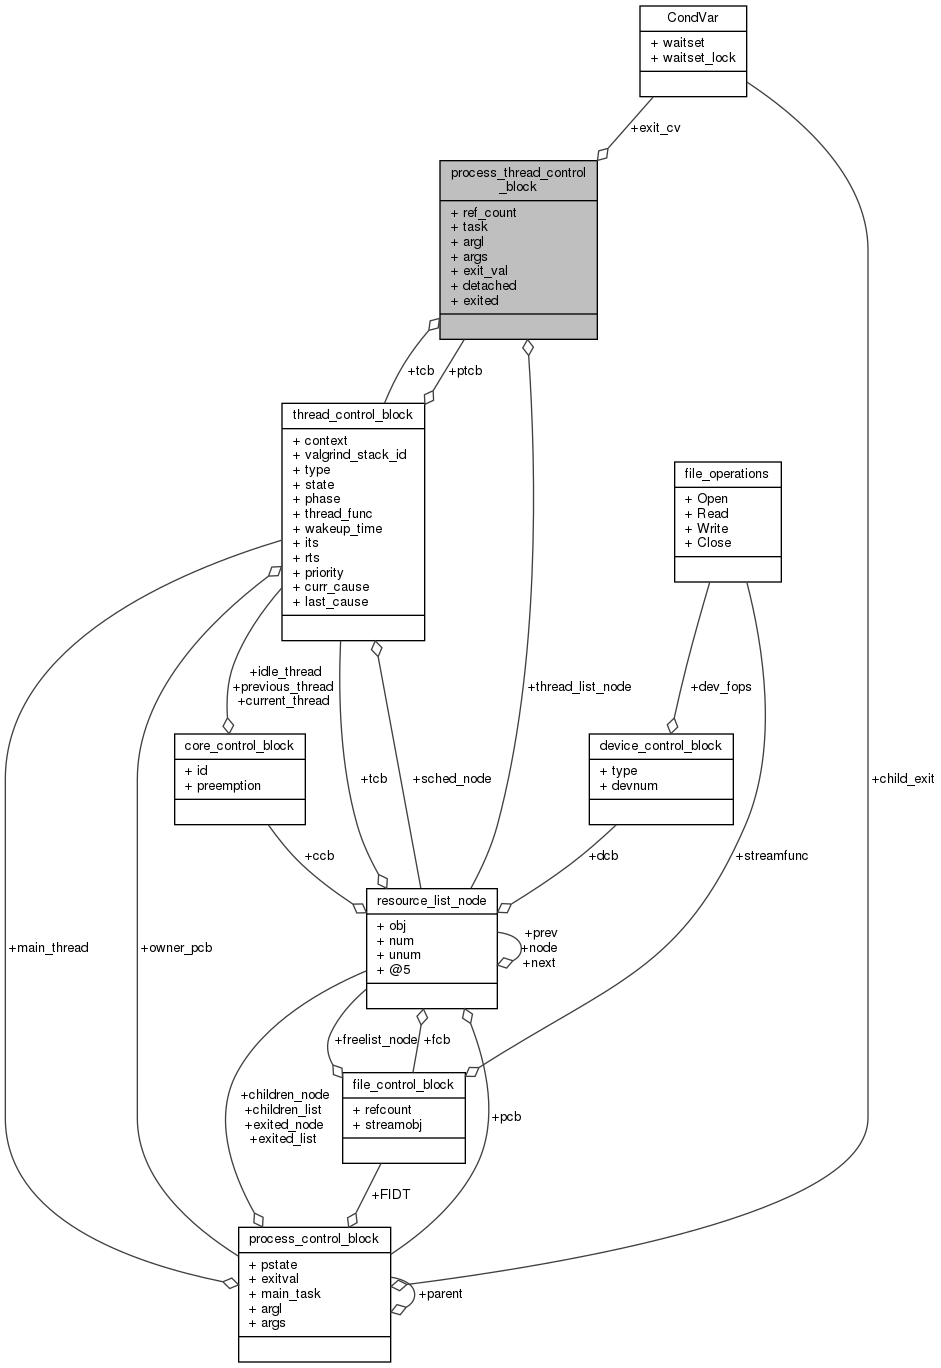 CondVar
+ waitset
+ waitset_lock
+exit_cv
process_thread_control
_block
+ ref_count
+ task
+ argl
+ args
+ exit_val
+ detached
+ exited
+tcb
+ptcb
thread_control_block
+ context
+ valgrind_stack_id
+ type
+ state
+ phase
+ thread_func
+ wakeup_time
+ its
+ rts
+ priority
+ curr_cause
+ last_cause
file_operations
+ Open
+ Read
+ Write
+ Close
+idle_thread
+previous_thread
+current_thread
+thread_list_node
+dev_fops
core_control_block
+ id
+ preemption
device_control_block
+ type
+ devnum
+tcb
+sched_node
+child_exit
+ccb
+dcb
+streamfunc
resource_list_node
+ obj
+ num
+ unum
+ @5
+prev
+node
+next
+main_thread
+owner_pcb
+freelist_node
+fcb
file_control_block
+ refcount
+ streamobj
+children_node
+children_list
+exited_node
+exited_list
+pcb
+FIDT
process_control_block
+ pstate
+ exitval
+ main_task
+ argl
+ args
+parent